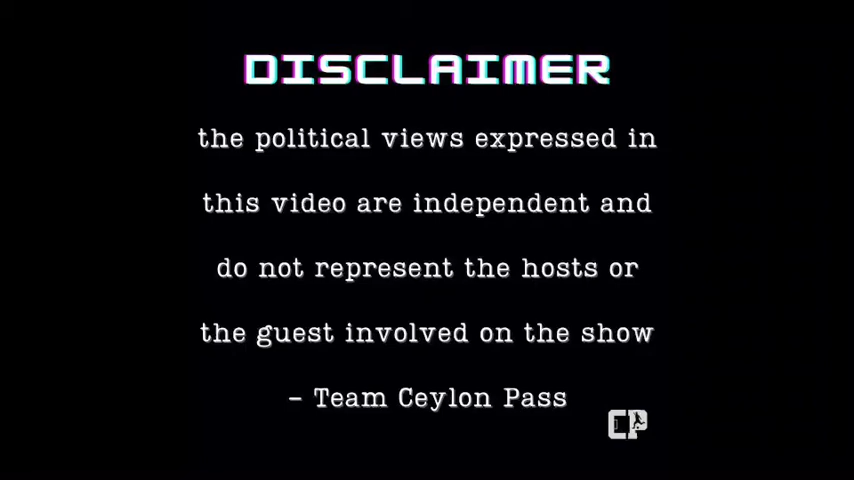 DISCLAIMER
the political views expressed in
this video are independent and
do not represent the hosts or
the guest involved on the show
– Team Ceylon Pass
CP